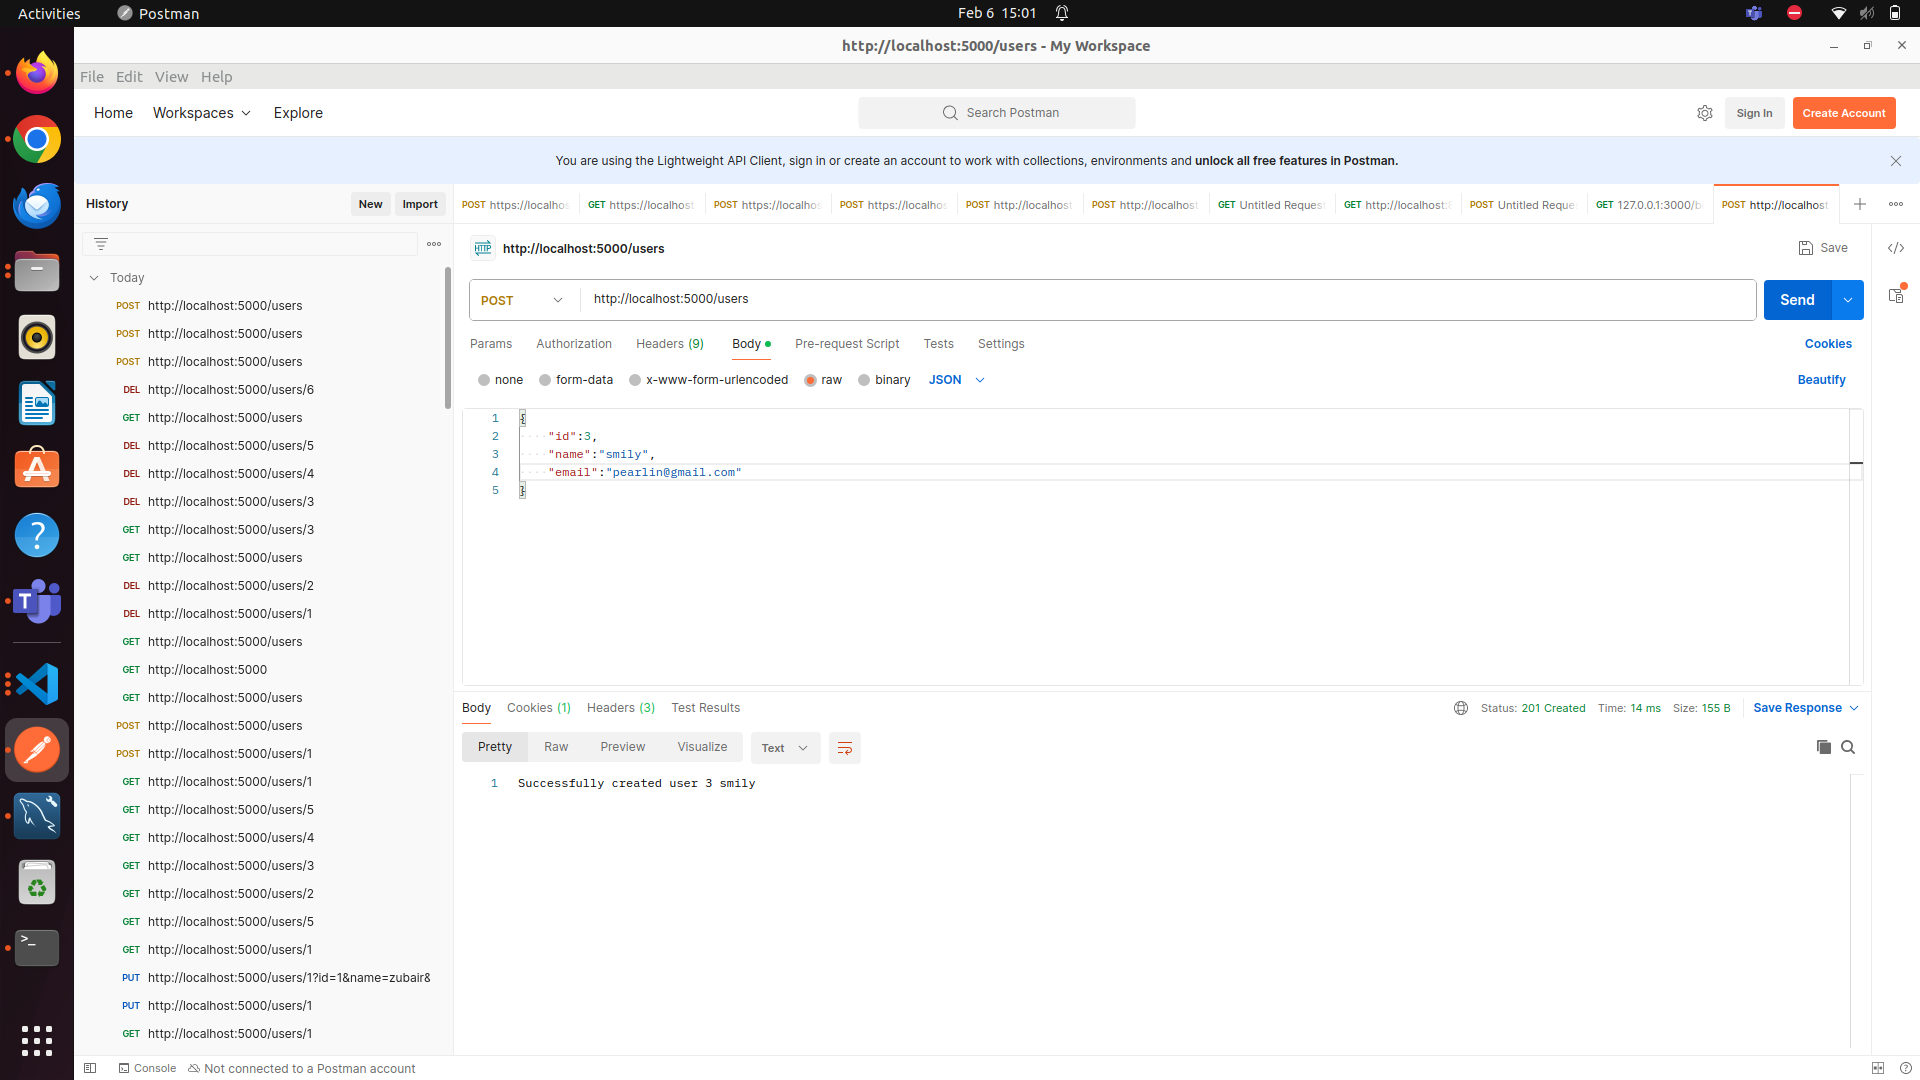 Activities Postman Feb 6 15:01
http://localhost:5000/users - My Workspace
File Edit View Help
Home Workspaces Explore Search Postman Sign In Create Account
You are using the Lightweight API Client, sign in or create an account to work with collections, environments and unlock all free features in Postman.
History New Import
POST https://localhos GET https://localhost POST https://localhos POST https://localhos POST http://localhost POST http://localhost GET Untitled Reques GET http://localhost: POST Untitled Reque GET 127.0.0.1:3000/b POST http://localhost
HTTP http://localhost:5000/users Save
Today
POST http://localhost:5000/users
POST http://localhost:5000/users
POST http://localhost:5000/users
DEL http://localhost:5000/users/6
GET http://localhost:5000/users
DEL http://localhost:5000/users/5
DEL http://localhost:5000/users/4
DEL http://localhost:5000/users/3
GET http://localhost:5000/users/3
GET http://localhost:5000/users
DEL http://localhost:5000/users/2
DEL http://localhost:5000/users/1
GET http://localhost:5000/users
GET http://localhost:5000
GET http://localhost:5000/users
POST http://localhost:5000/users
POST http://localhost:5000/users/1
GET http://localhost:5000/users/1
GET http://localhost:5000/users/5
GET http://localhost:5000/users/4
GET http://localhost:5000/users/3
GET http://localhost:5000/users/2
GET http://localhost:5000/users/5
GET http://localhost:5000/users/1
PUT http://localhost:5000/users/1?id=1&name=zubair&
PUT http://localhost:5000/users/1
GET http://localhost:5000/users/1
POST http://localhost:5000/users Send
Params Authorization Headers (9) Body Pre-request Script Tests Settings Cookies
none form-data x-www-form-urlencoded raw binary JSON Beautify
1 {
2 "id":3,
3 "name":"smily",
4 "email":"pearlin@gmail.com"
5 }
Body Cookies (1) Headers (3) Test Results Status: 201 Created Time: 14 ms Size: 155 B Save Response
Pretty Raw Preview Visualize Text
1 Successfully created user 3 smily
Console Not connected to a Postman account